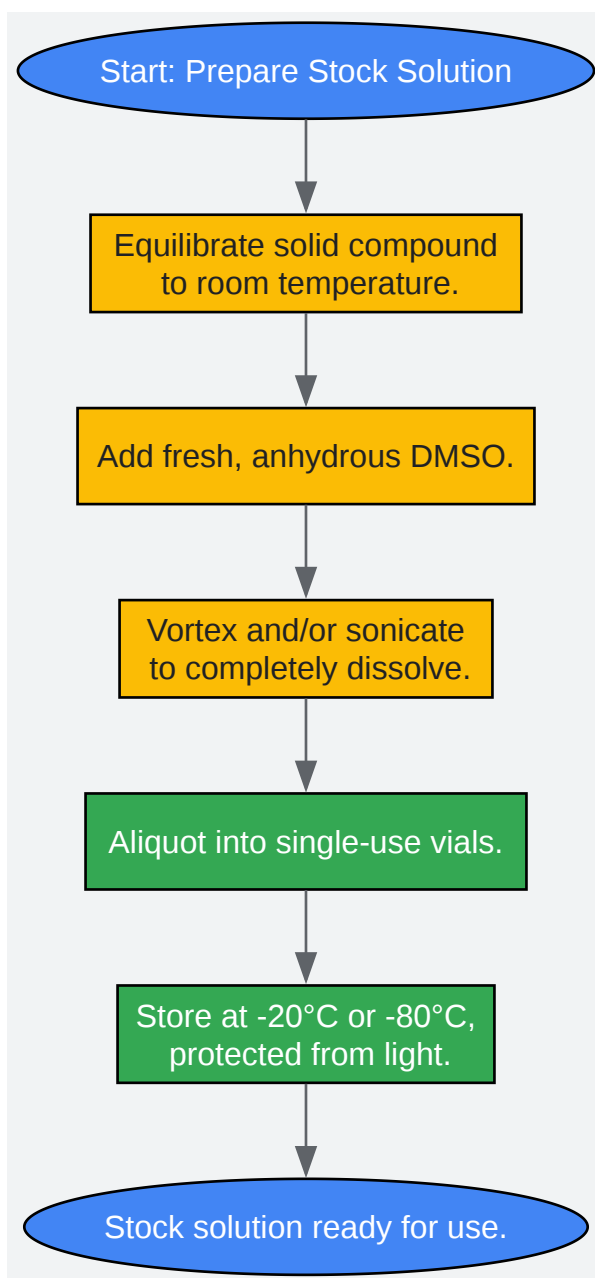 Start: Prepare Stock Solution
Equilibrate solid compound
to room temperature.
Add fresh, anhydrous DMSO.
Vortex and/or sonicate
to completely dissolve.
Aliquot into single-use vials.
Store at -20°C or -80°C,
protected from light.
Stock solution ready for use.